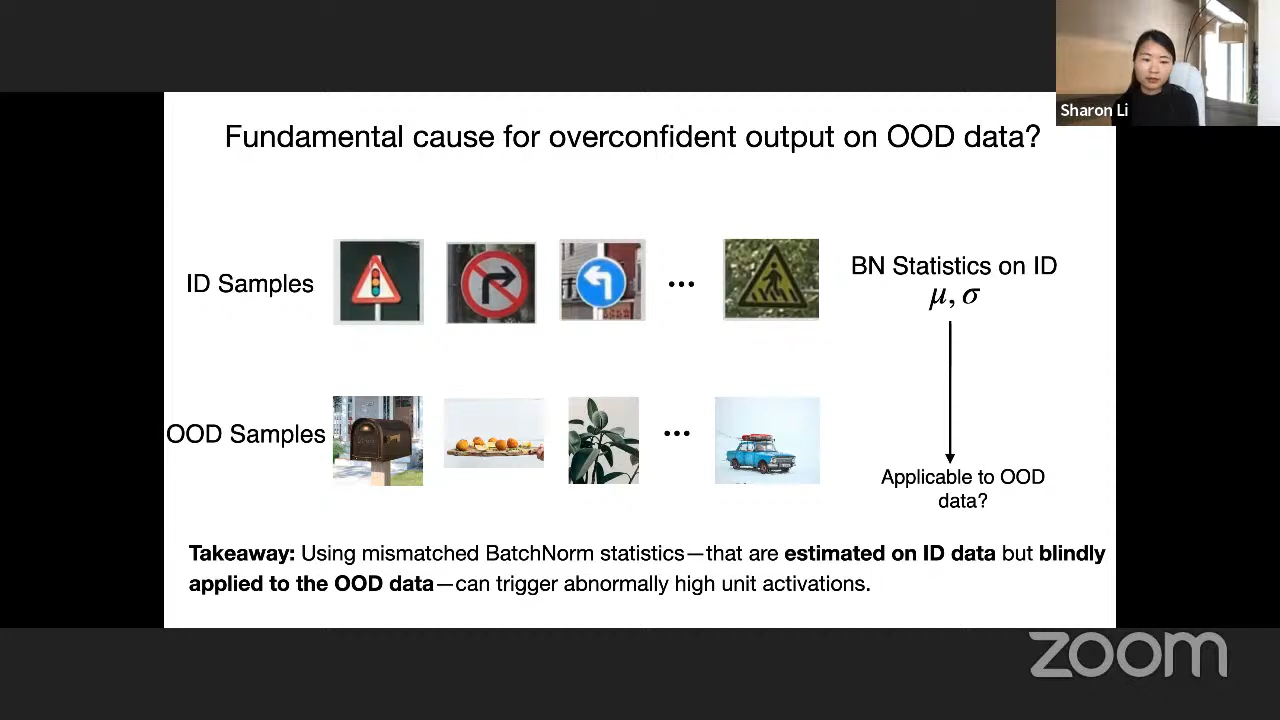 Sharon Li
Fundamental cause for overconfident output on OOD data?
ID Samples
...
BN Statistics on ID
μ, σ
OOD Samples
...
Applicable to OOD
data?
Takeaway: Using mismatched BatchNorm statistics—that are estimated on ID data but blindly
applied to the OOD data—can trigger abnormally high unit activations.
zoom